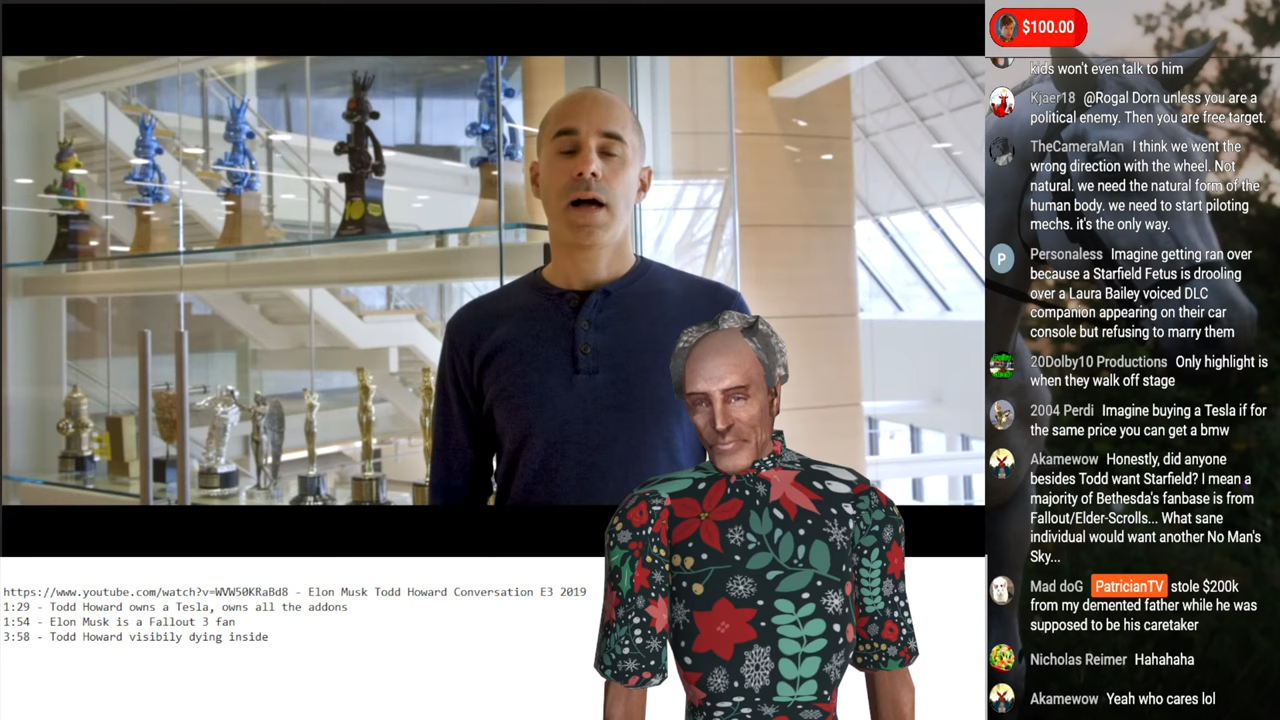 $100.00
kids won't even talk to him
Kjaer18 @Rogal Dorn unless you are a
political enemy. Then you are free target.
TheCameraMan I think we went the
wrong direction with the wheel. Not
natural. we need the natural form of the
human body. we need to start piloting
mechs. it's the only way.
P
Personaless Imagine getting ran over
because a Starfield Fetus is drooling
over a Laura Bailey voiced DLC
companion appearing on their car
console but refusing to marry them
20Dolby10 Productions Only highlight is
when they walk off stage
2004 Perdi Imagine buying a Tesla if for
the same price you can get a bmw
Akamewow Honestly, did anyone
besides Todd want Starfield? I mean a
majority of Bethesda's fanbase is from
Fallout/Elder-Scrolls... What sane
individual would want another No Man's
Sky...
Mad doG PatricianTV stole $200k
from my demented father while he was
supposed to be his caretaker
Nicholas Reimer Hahahaha
Akamewow Yeah who cares lol
https://www.youtube.com/watch?v=WVW50KRaBd8 - Elon Musk Todd Howard Conversation E3 2019
1:29 - Todd Howard owns a Tesla, owns all the addons
1:54 - Elon Musk is a Fallout 3 fan
3:58 - Todd Howard visibily dying inside